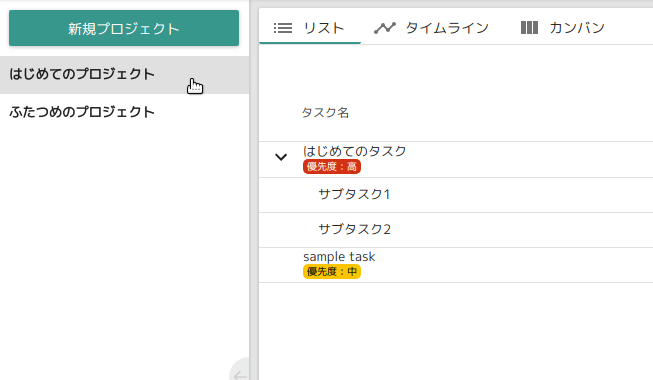 新規プロジェクト
はじめてのプロジェクト
ふたつめのプロジェクト
リスト
タイムライン
カンバン
タスク名
はじめてのタスク
優先度：高
サブタスク1
サブタスク2
sample task
優先度：中